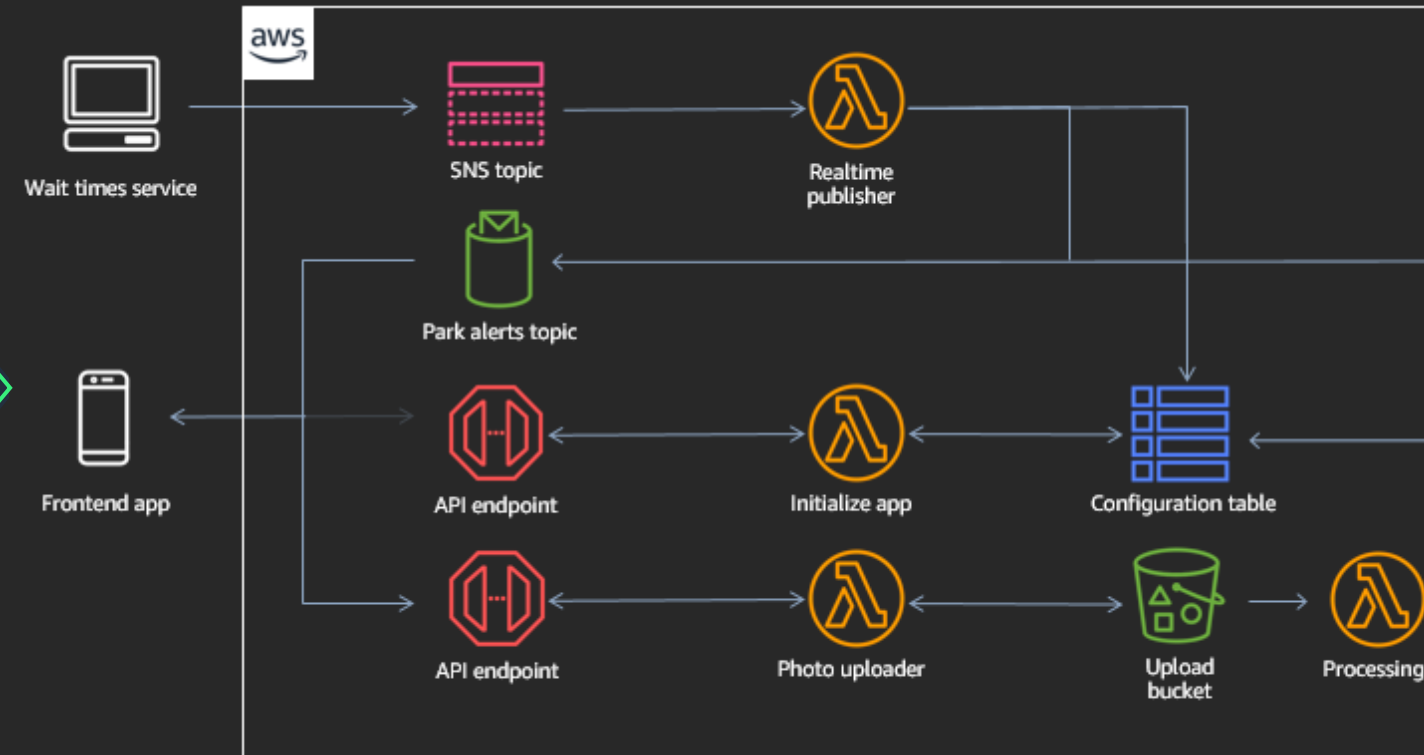 aws
Wait times service
SNS topic
Realtime
publisher
Park alerts topic
Frontend app
API endpoint
Initialize app
Configuration table
API endpoint
Photo uploader
Upload
bucket
Processing